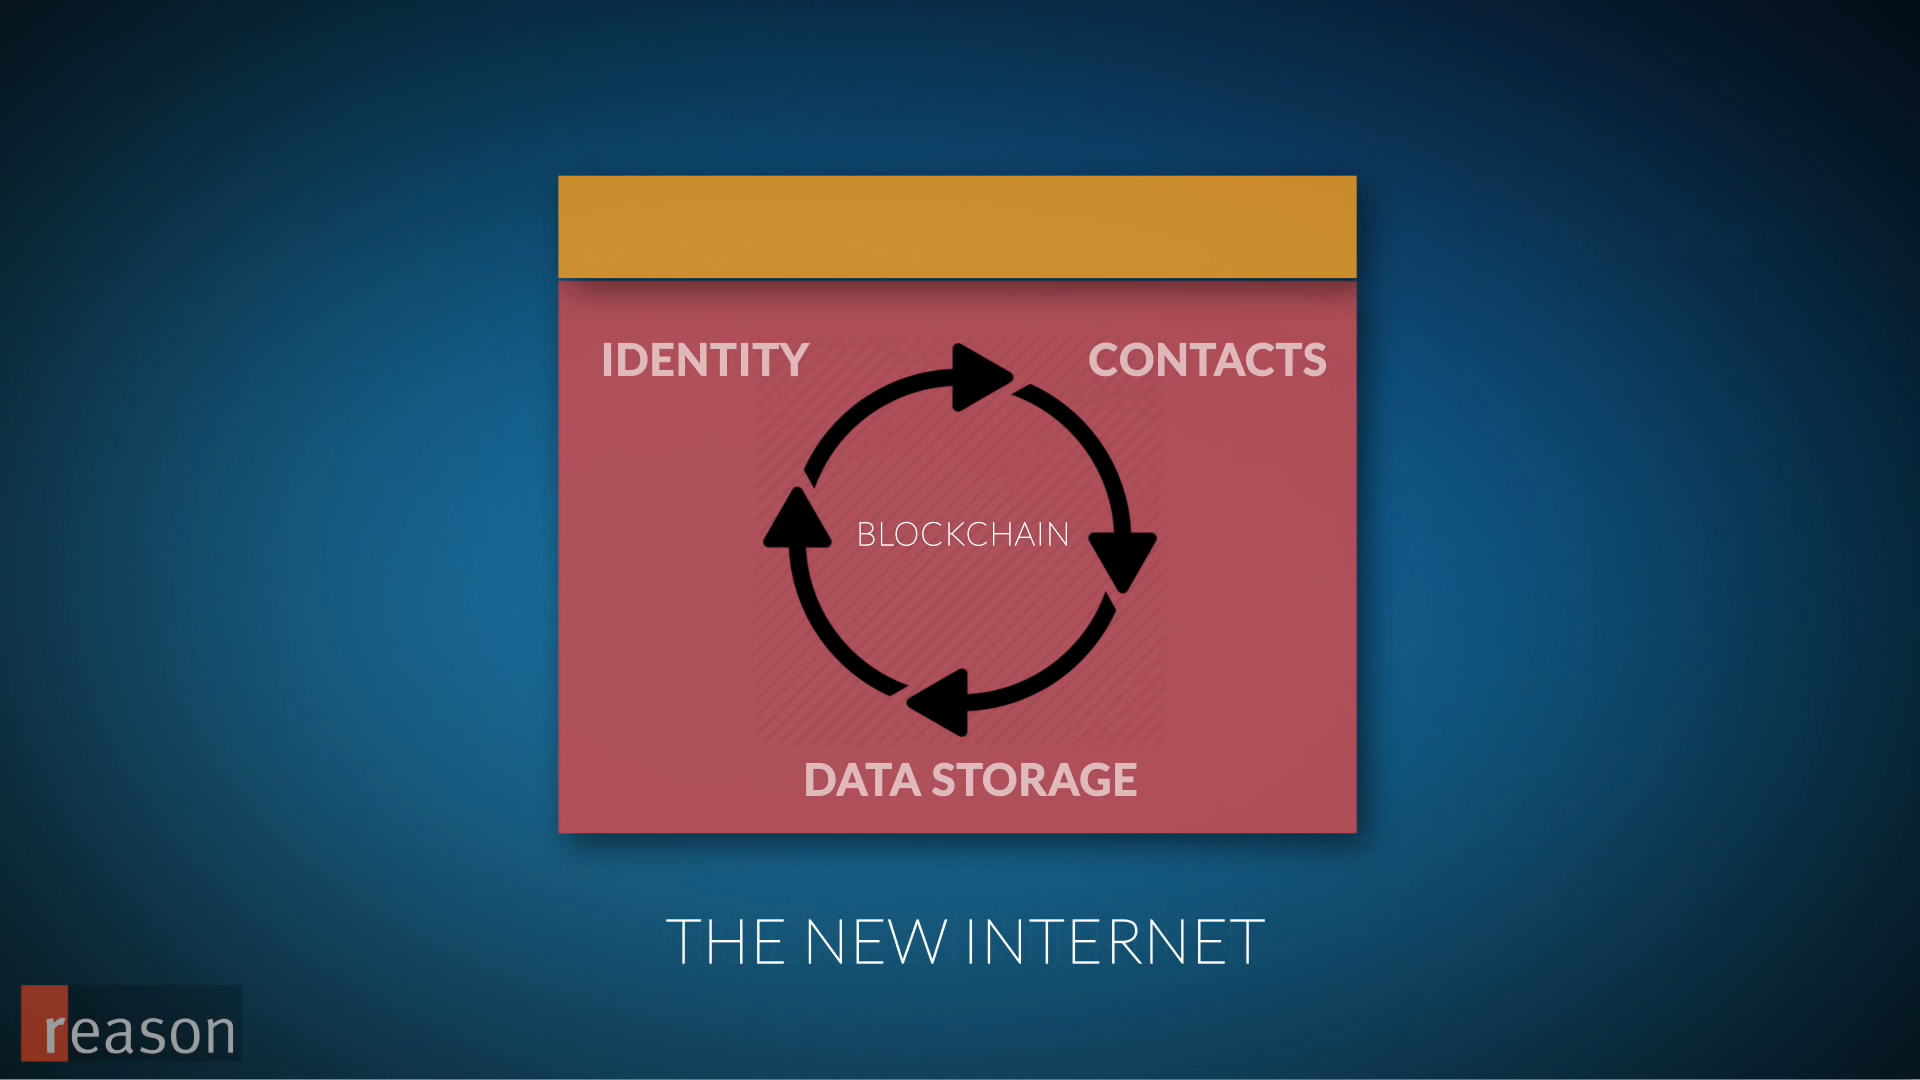 IDENTITY
CONTACTS
BLOCKCHAIN
DATA STORAGE
THE NEW INTERNET
reason